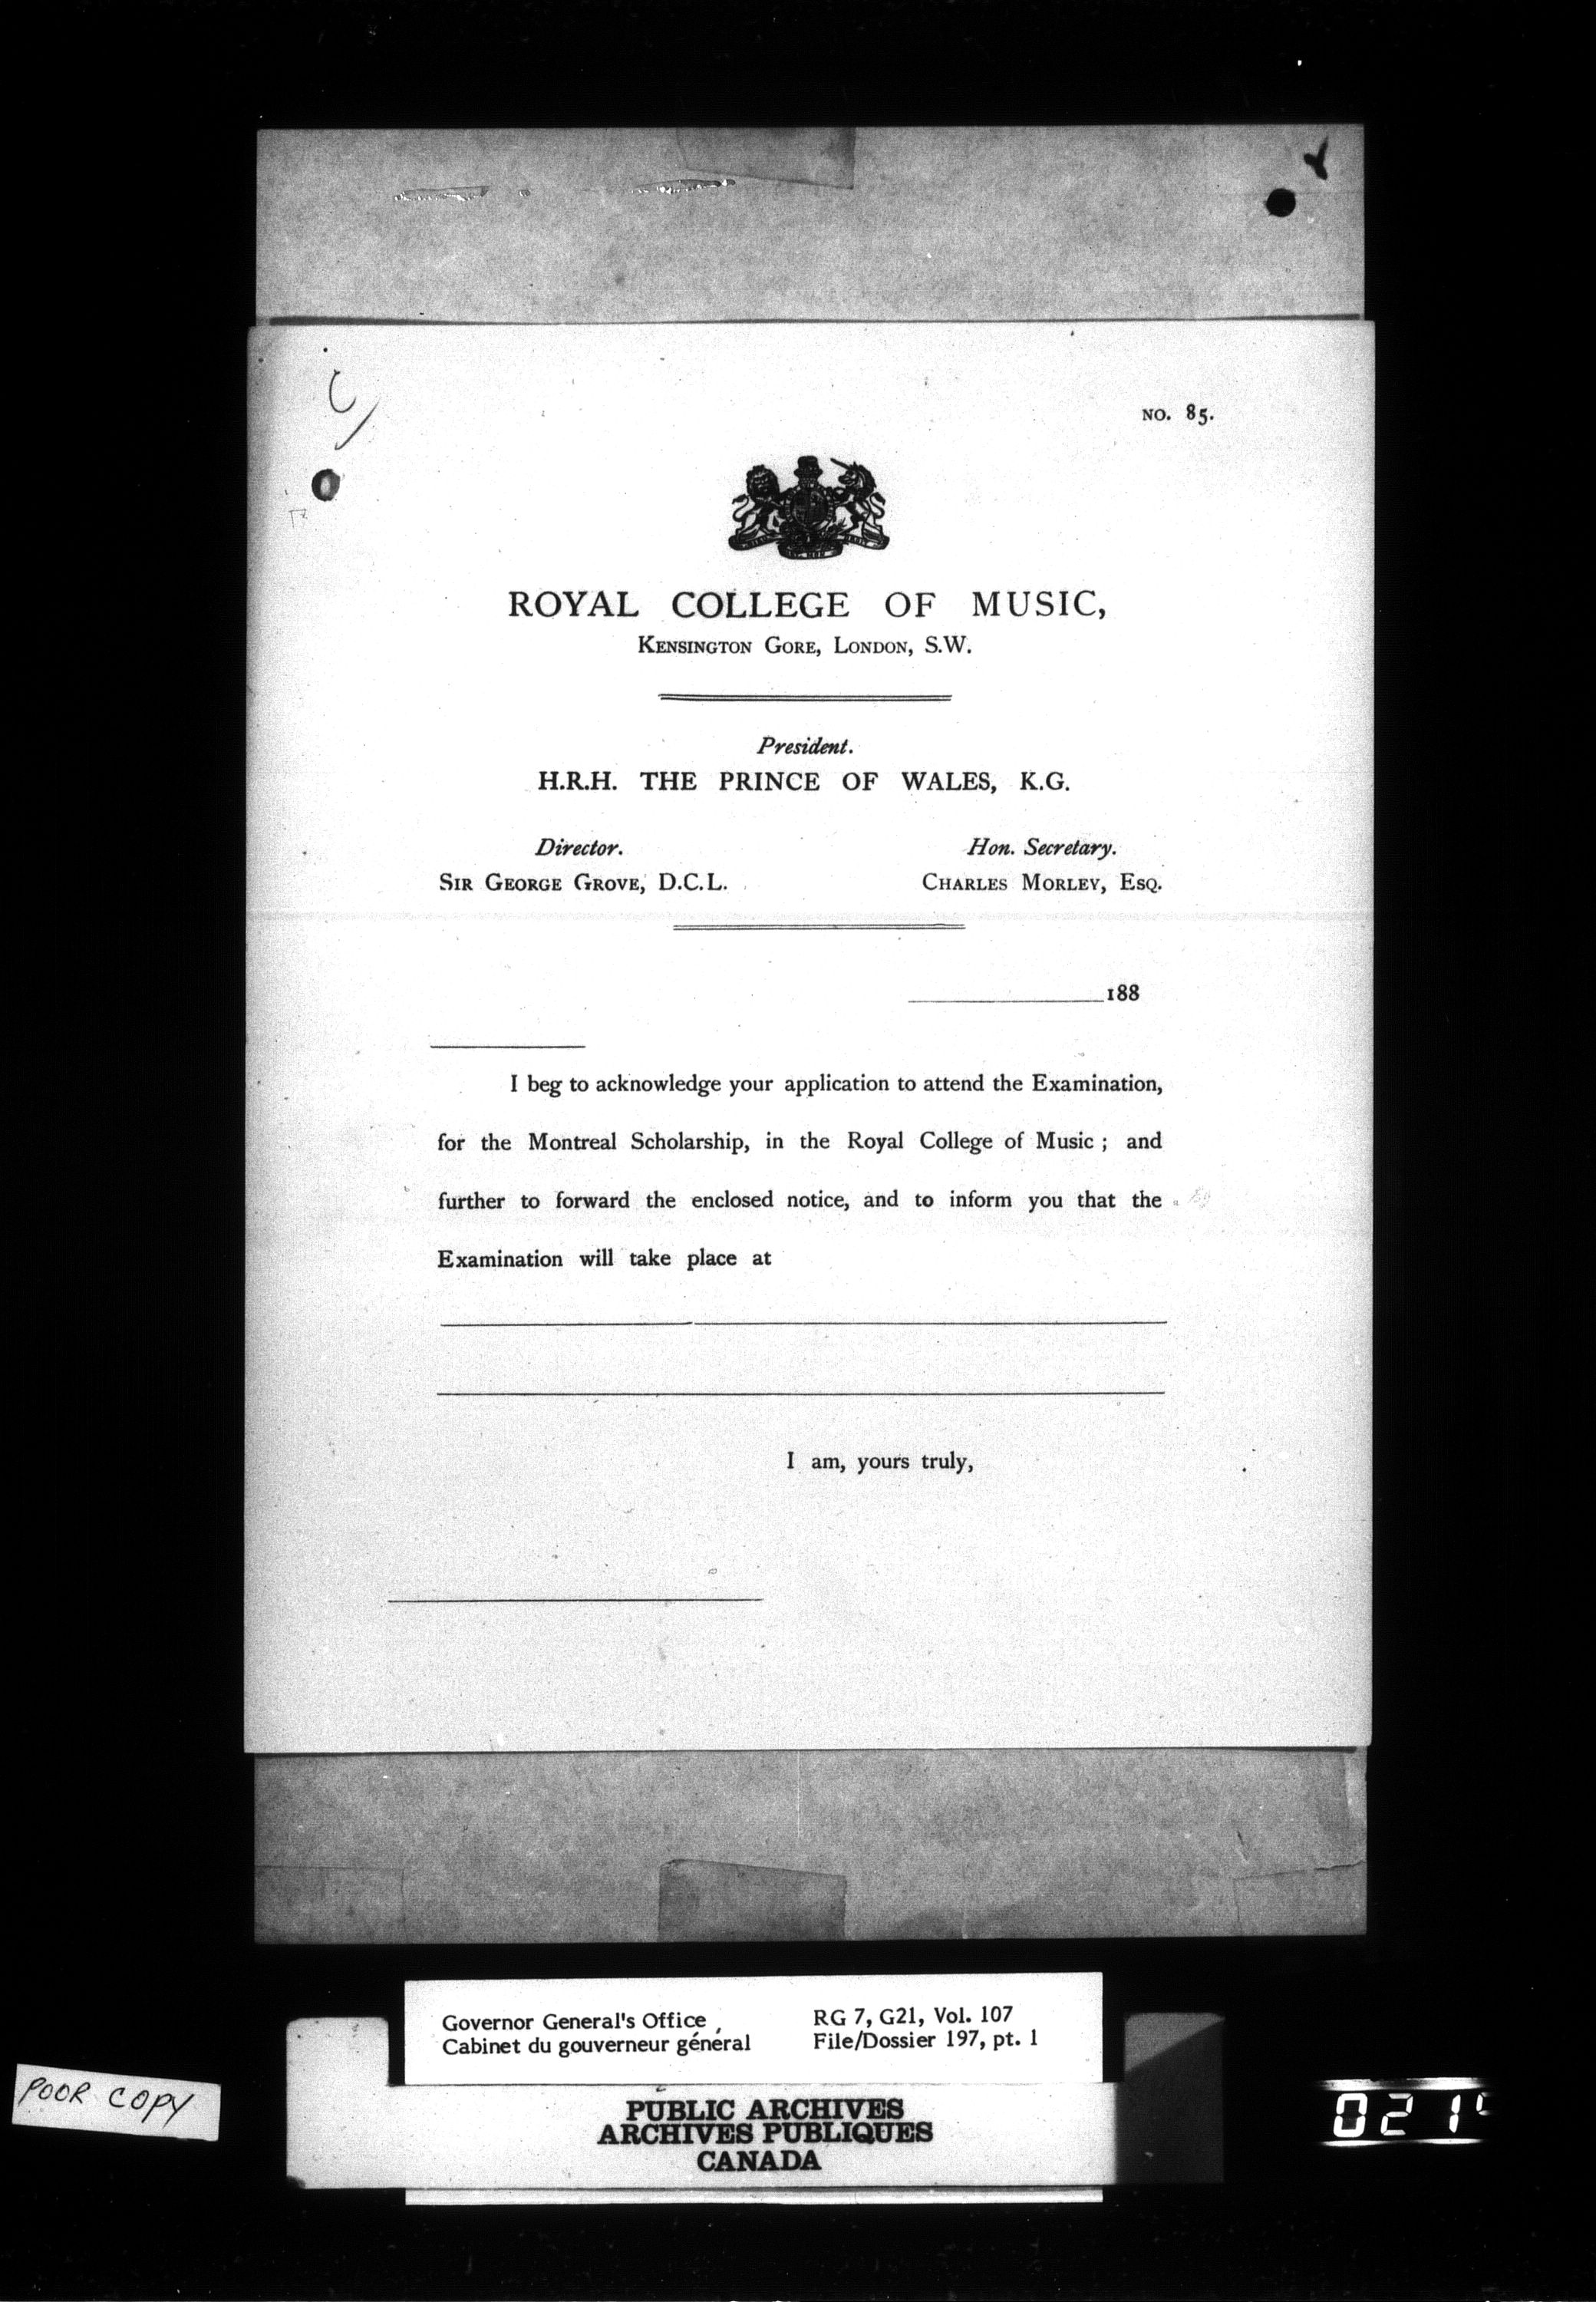 NO. 85.
ROYAL COLLEGE OF MUSIC,
KENSINGTON GORE, LONDON, S.W.
President.
H.R.H. THE PRINCE OF WALES, K.G.
Director.
SIR GEORGE GROVE, D.C.L.
Hon. Secretary.
CHARLES MORLEY, ESQ.
188
I beg to acknowledge your application to attend the Examination,
for the Montreal Scholarship, in the Royal College of Music ; and
further to forward the enclosed notice, and to inform you that the
Examination will take place at
I am, yours truly,
Governor General's Office
Cabinet du gouverneur général
RG 7, G21, Vol. 107
File/Dossier 197, pt. 1
POOR COPY
PUBLIC ARCHIVES
ARCHIVES PUBLIQUES
CANADA